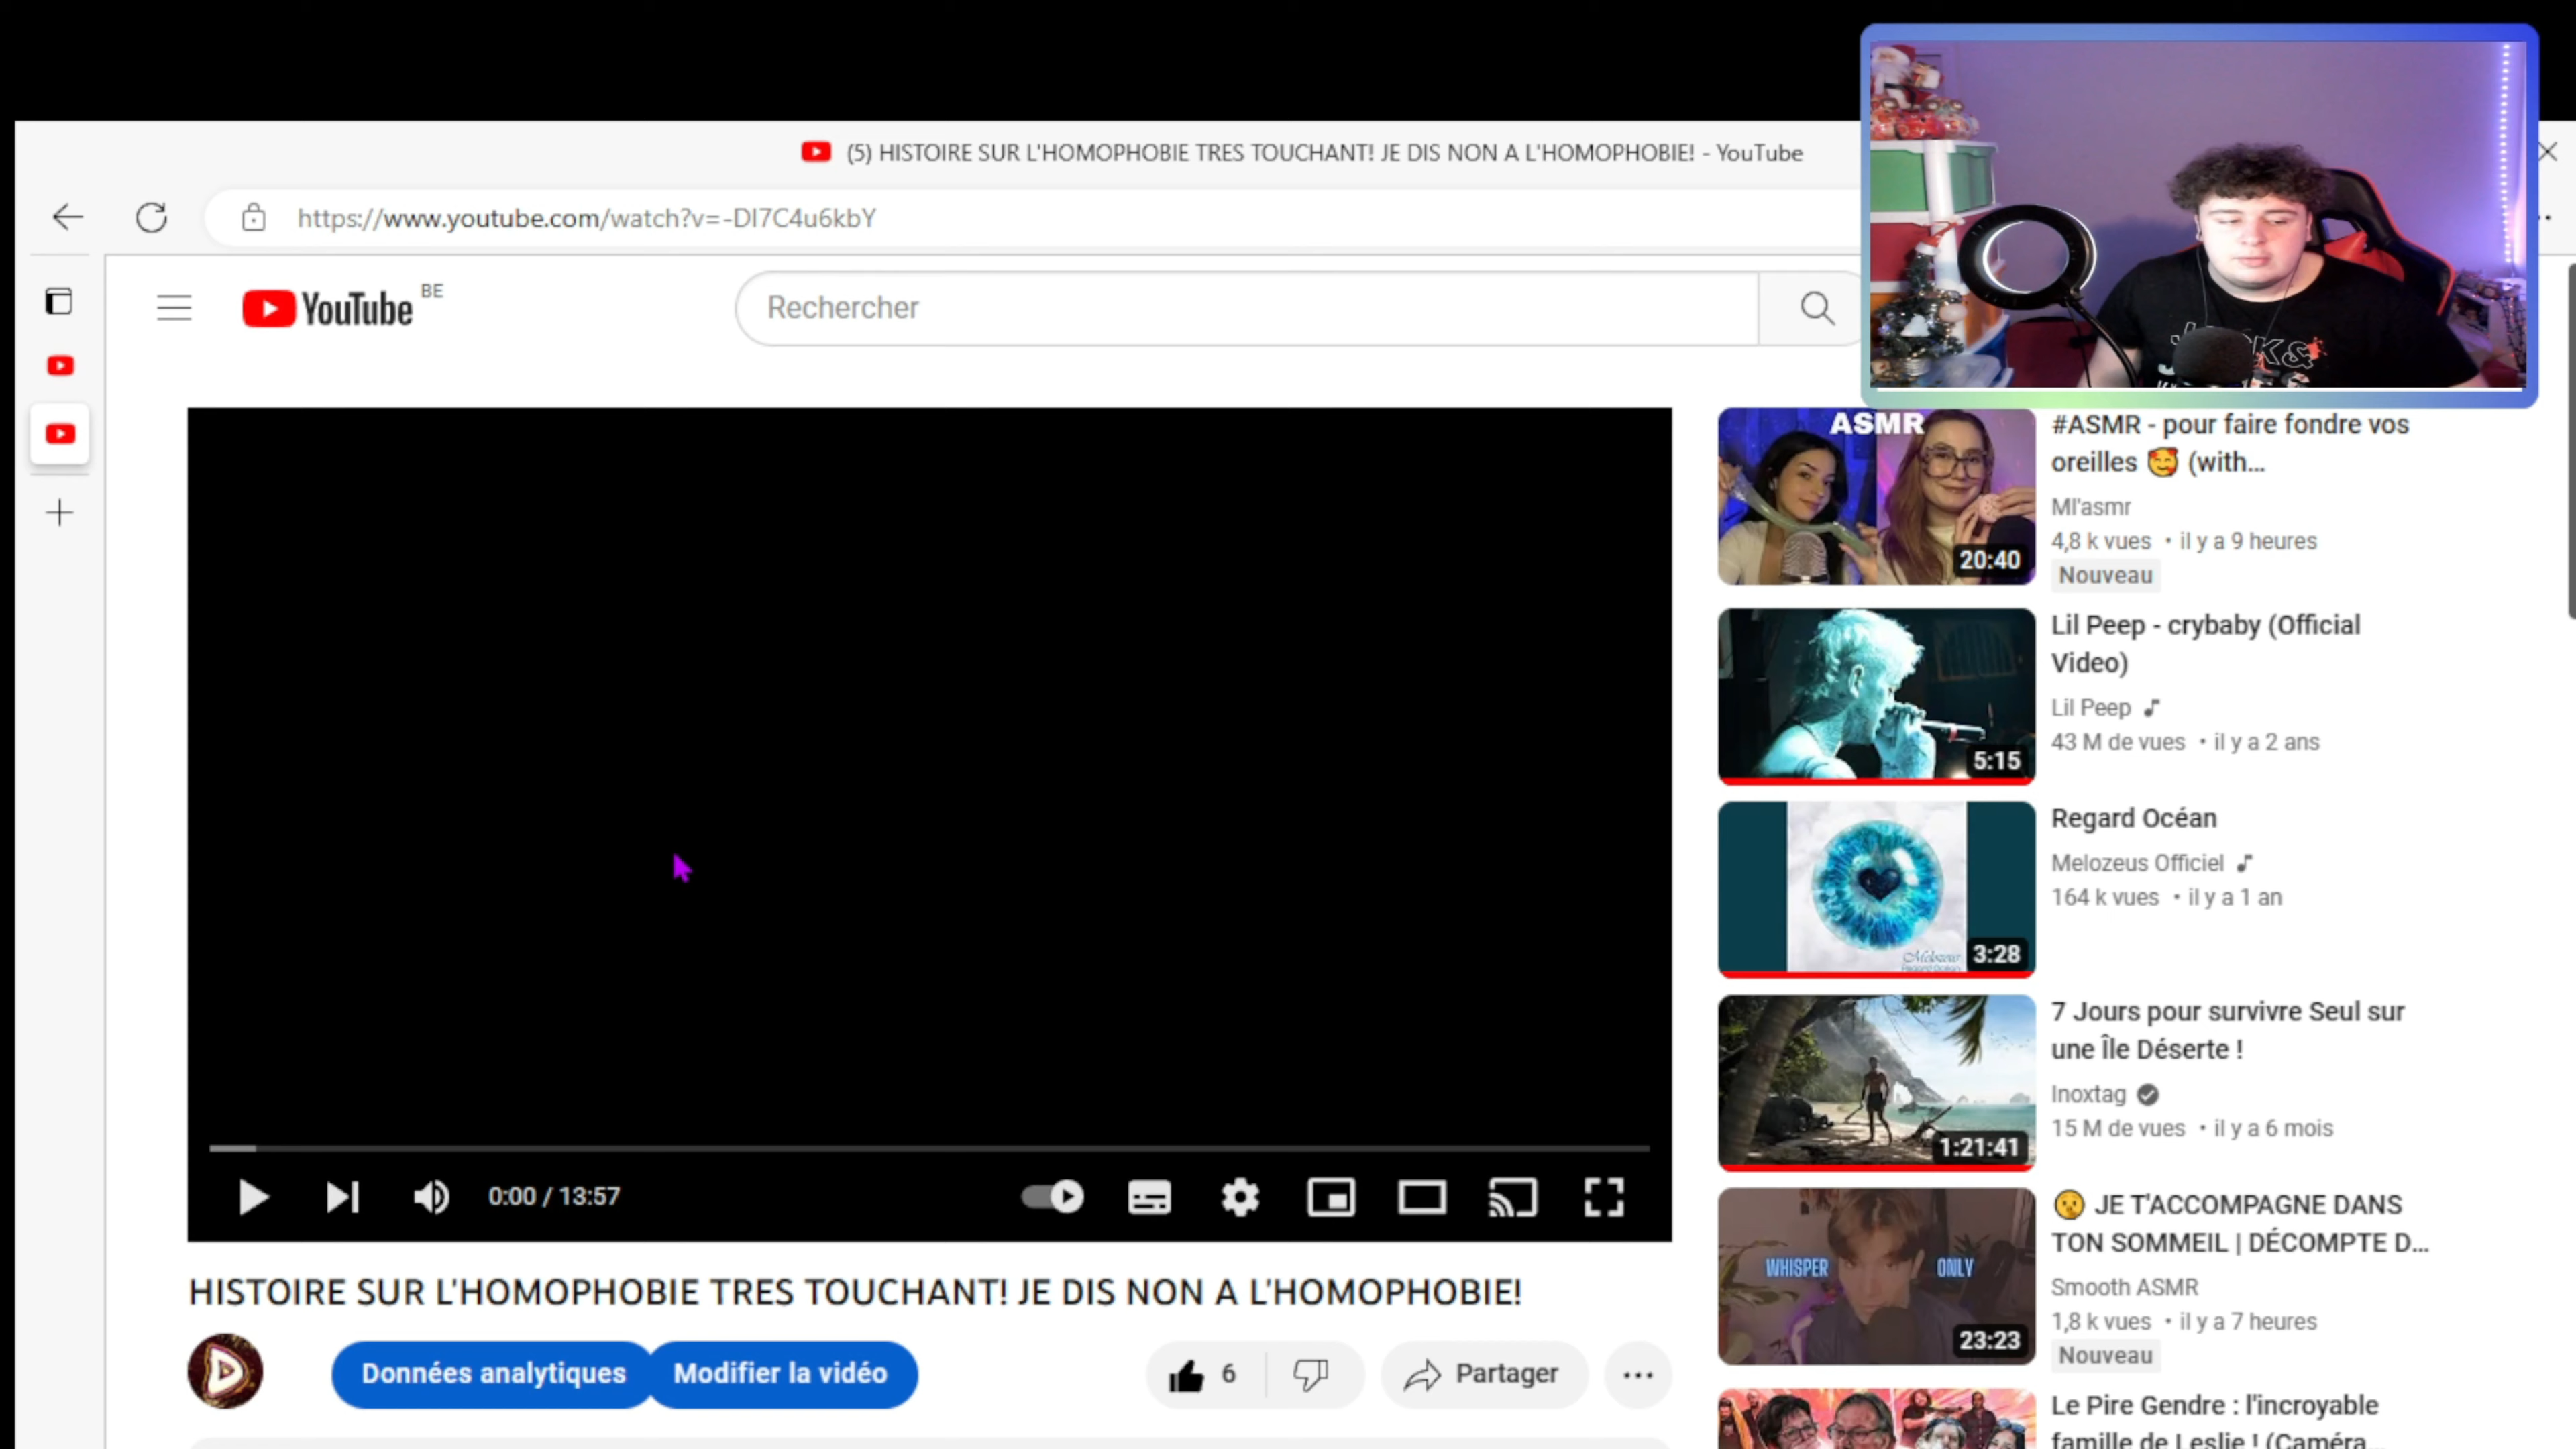 (5) HISTOIRE SUR L'HOMOPHOBIE TRES TOUCHANT! JE DIS NON A L'HOMOPHOBIE! - YouTube
https://www.youtube.com/watch?v=-DI7C4u6kbY
YouTube BE
Rechercher
ASMR
20:40
#ASMR - pour faire fondre vos
oreilles 🥰 (with...
Ml'asmr
4,8 k vues • il y a 9 heures
Nouveau
5:15
Lil Peep - crybaby (Official
Video)
Lil Peep
43 M de vues • il y a 2 ans
3:28
Regard Océan
Melozeus Officiel
164 k vues • il y a 1 an
1:21:41
7 Jours pour survivre Seul sur
une Île Déserte !
Inoxtag
15 M de vues • il y a 6 mois
WHISPER ONLY
23:23
🤫 JE T'ACCOMPAGNE DANS
TON SOMMEIL | DÉCOMPTE D...
Smooth ASMR
1,8 k vues • il y a 7 heures
Nouveau
Le Pire Gendre : l'incroyable
famille de Leslie ! (Caméra...
0:00 / 13:57
HISTOIRE SUR L'HOMOPHOBIE TRES TOUCHANT! JE DIS NON A L'HOMOPHOBIE!
Données analytiques
Modifier la vidéo
6
Partager